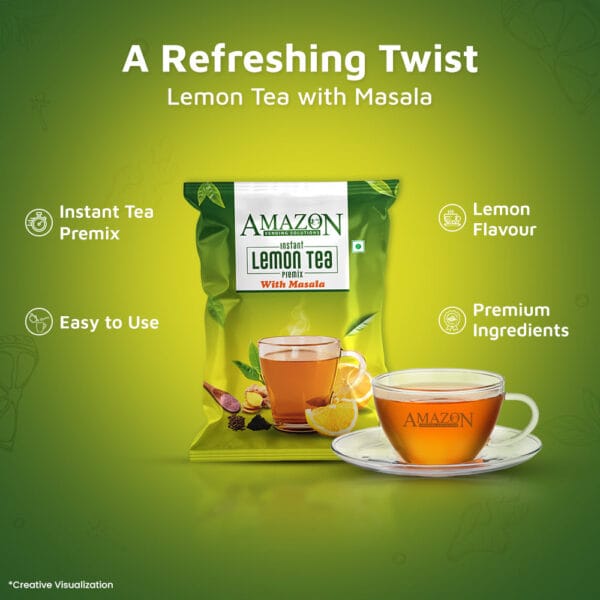 A Refreshing Twist
Lemon Tea with Masala
Instant Tea
Premix
Easy to Use
AMAZON
VENDING SOLUTIONS
instant
LEMON TEA
PREMIX
With Masala
Lemon
Flavour
Premium
Ingredients
AMAZON
*Creative Visualization